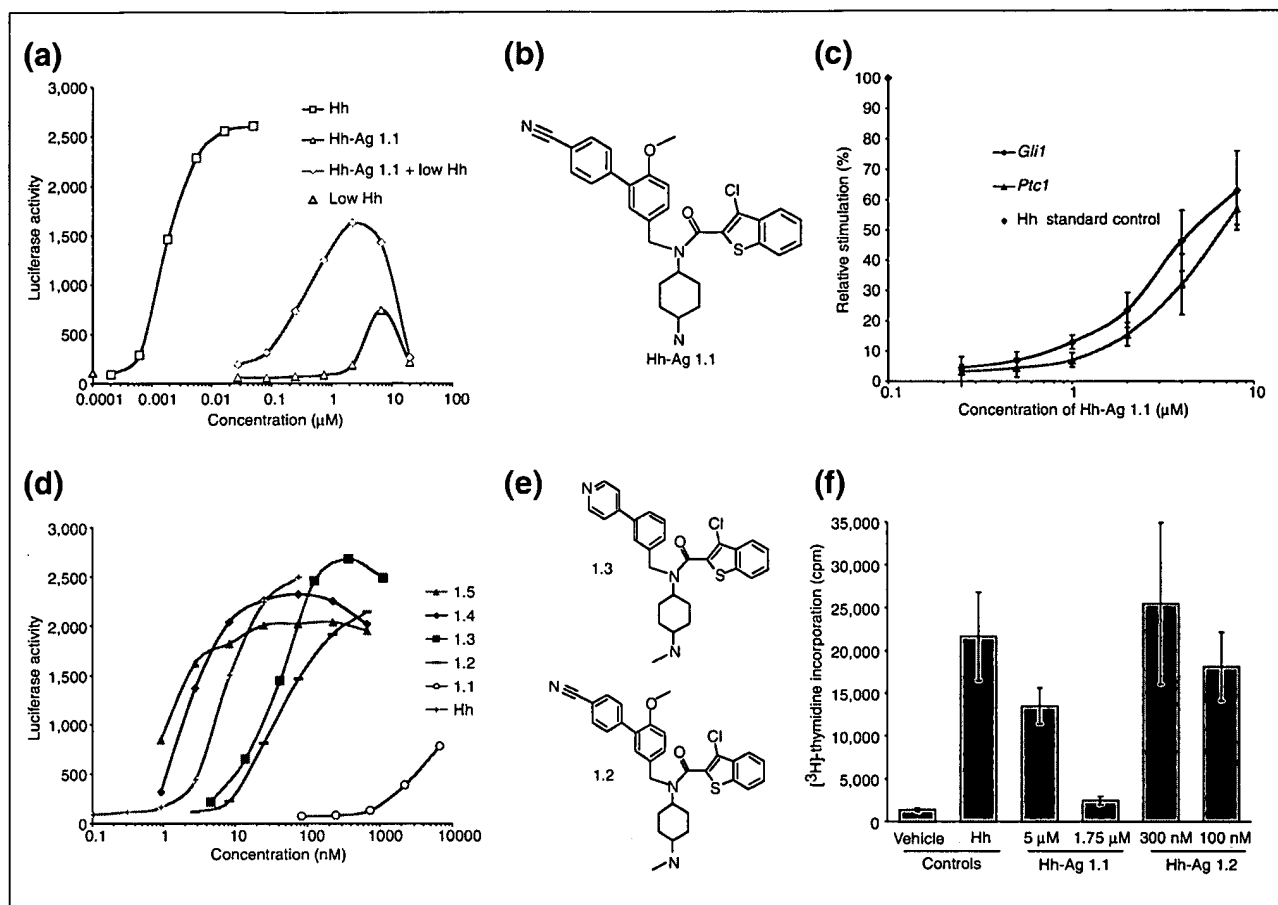 (a)
Luciferase activity
3,000
2,500
2,000
1,500
1,000
500
0
0.0001
0.001
0.01
0.1
1
10
100
Concentration (μM)
Hh
Hh-Ag 1.1
Hh-Ag 1.1 + low Hh
Low Hh
(b)
N
O
Cl
O
N
S
N
Hh-Ag 1.1
(c)
Relative stimulation (%)
100
90
80
70
60
50
40
30
20
10
0
0.1
1
10
Concentration of Hh-Ag 1.1 (μM)
Gli1
Ptc1
Hh standard control
(d)
Luciferase activity
3,000
2,500
2,000
1,500
1,000
500
0
0.1
1
10
100
1000
10000
Concentration (nM)
1.5
1.4
1.3
1.2
1.1
Hh
(e)
N
Cl
O
1.3
N
S
N
N
O
Cl
O
1.2
N
S
N
(f)
[³H]-thymidine incorporation (cpm)
35,000
30,000
25,000
20,000
15,000
10,000
5,000
0
Vehicle Hh 5 μM 1.75 μM 300 nM 100 nM
Controls Hh-Ag 1.1 Hh-Ag 1.2